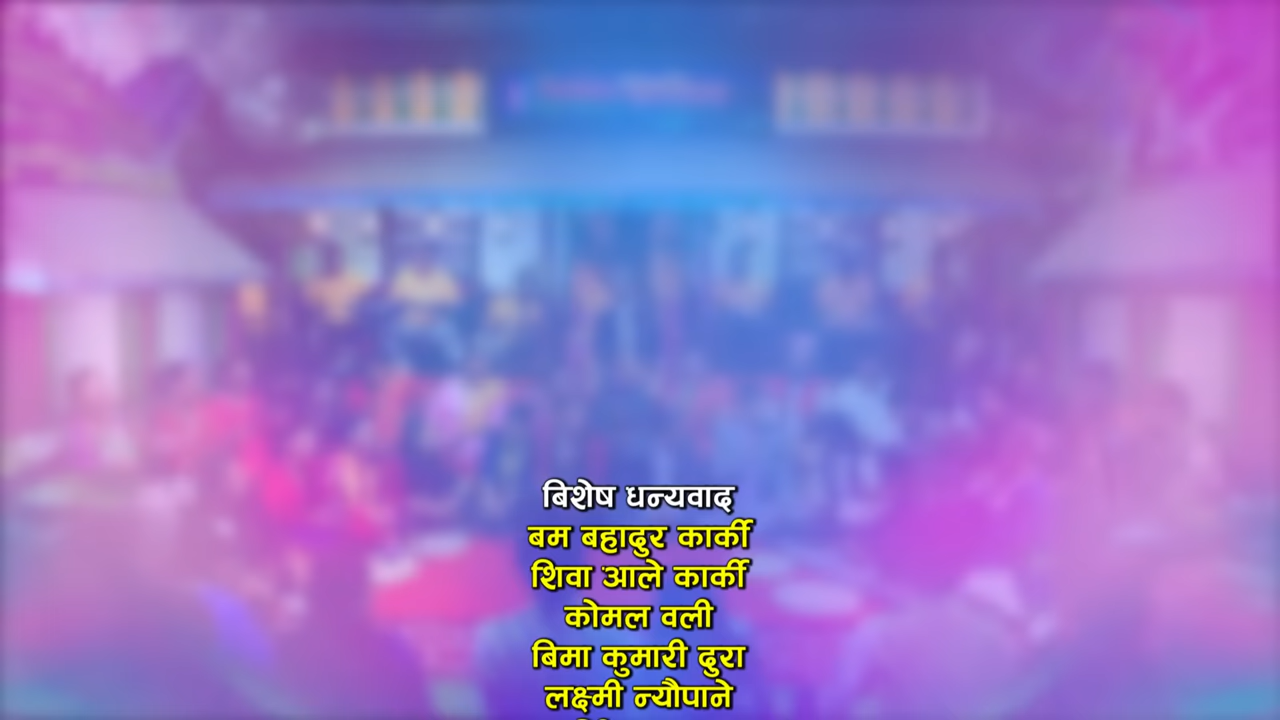 बिशेष धन्यवाद
बम बहादुर कार्की
शिवा आले कार्की
कोमल वली
बिमा कुमारी दुरा
लक्ष्मी न्यौपाने